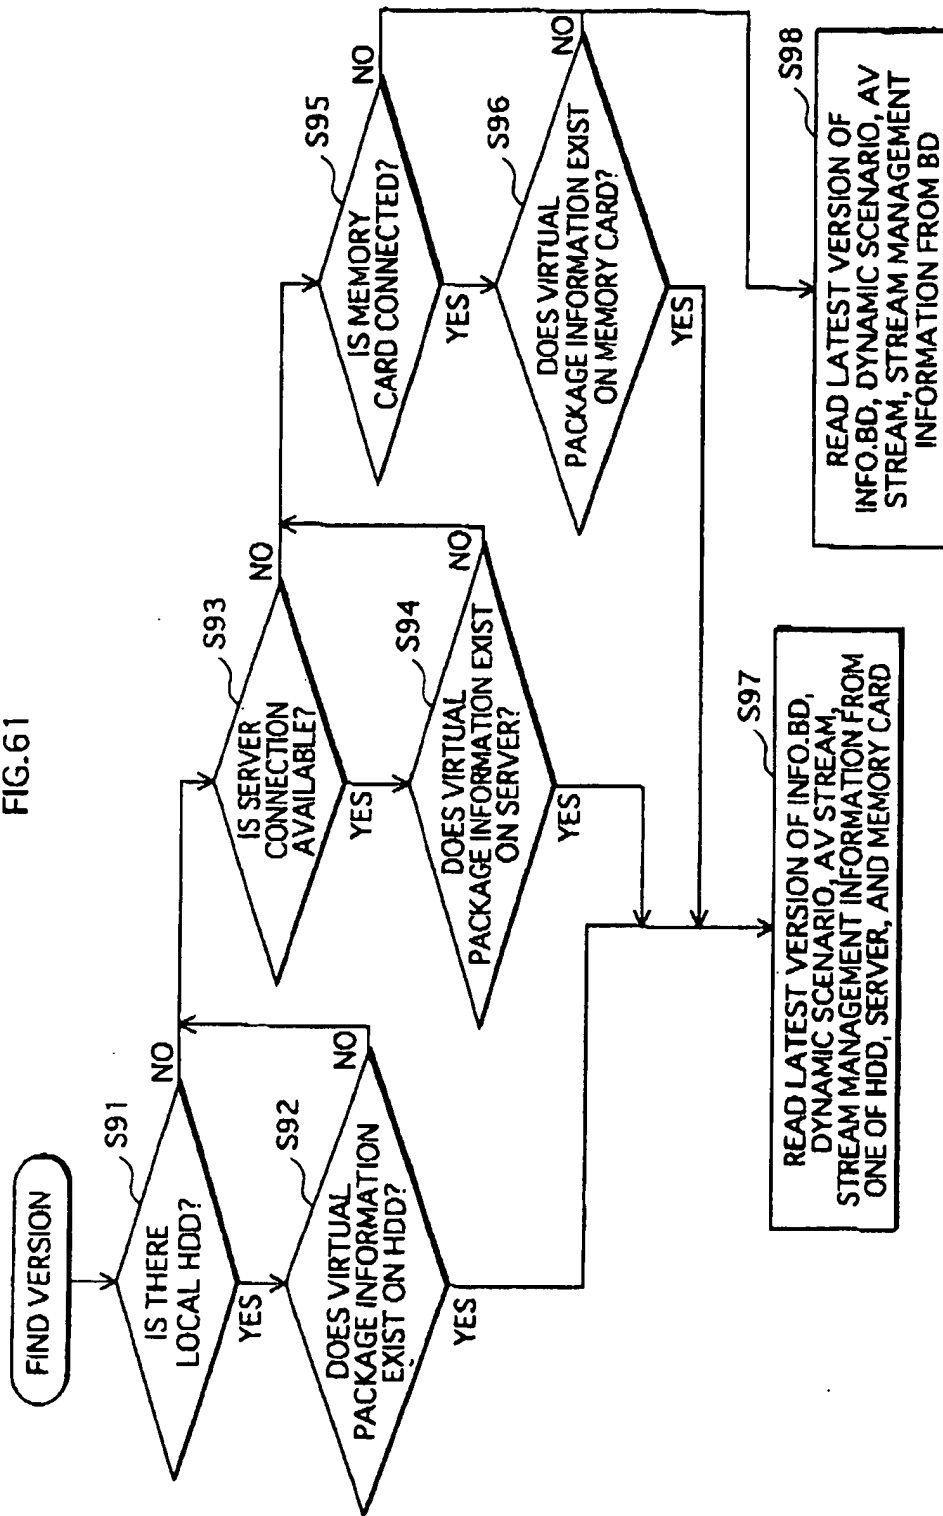 FIG.61
FIND VERSION
S91
IS THERE
LOCAL HDD?
NO
YES
S92
DOES VIRTUAL
PACKAGE INFORMATION
EXIST ON HDD?
NO
YES
S93
IS SERVER
CONNECTION
AVAILABLE?
NO
YES
S94
DOES VIRTUAL
PACKAGE INFORMATION EXIST
ON SERVER?
NO
YES
S95
IS MEMORY
CARD CONNECTED?
NO
YES
S96
DOES VIRTUAL
PACKAGE INFORMATION EXIST
ON MEMORY CARD?
NO
YES
S97
READ LATEST VERSION OF INFO.BD,
DYNAMIC SCENARIO, AV STREAM,
STREAM MANAGEMENT INFORMATION FROM
ONE OF HDD, SERVER, AND MEMORY CARD
S98
READ LATEST VERSION OF
INFO.BD, DYNAMIC SCENARIO, AV
STREAM, STREAM MANAGEMENT
INFORMATION FROM BD